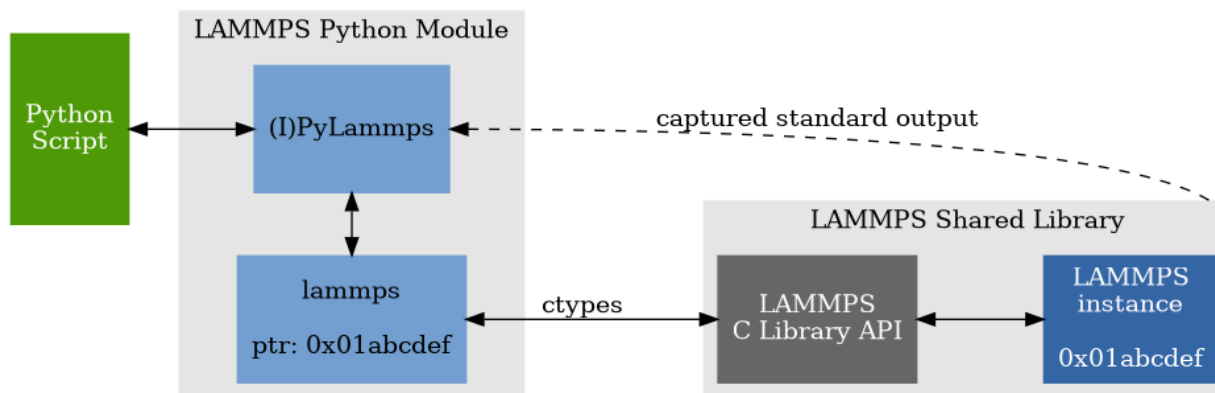 LAMMPS Python Module
Python
Script
(I)PyLammps
captured standard output
LAMMPS Shared Library
lammps
ptr: 0x01abcdef
ctypes
LAMMPS
C Library API
LAMMPS
instance
0x01abcdef